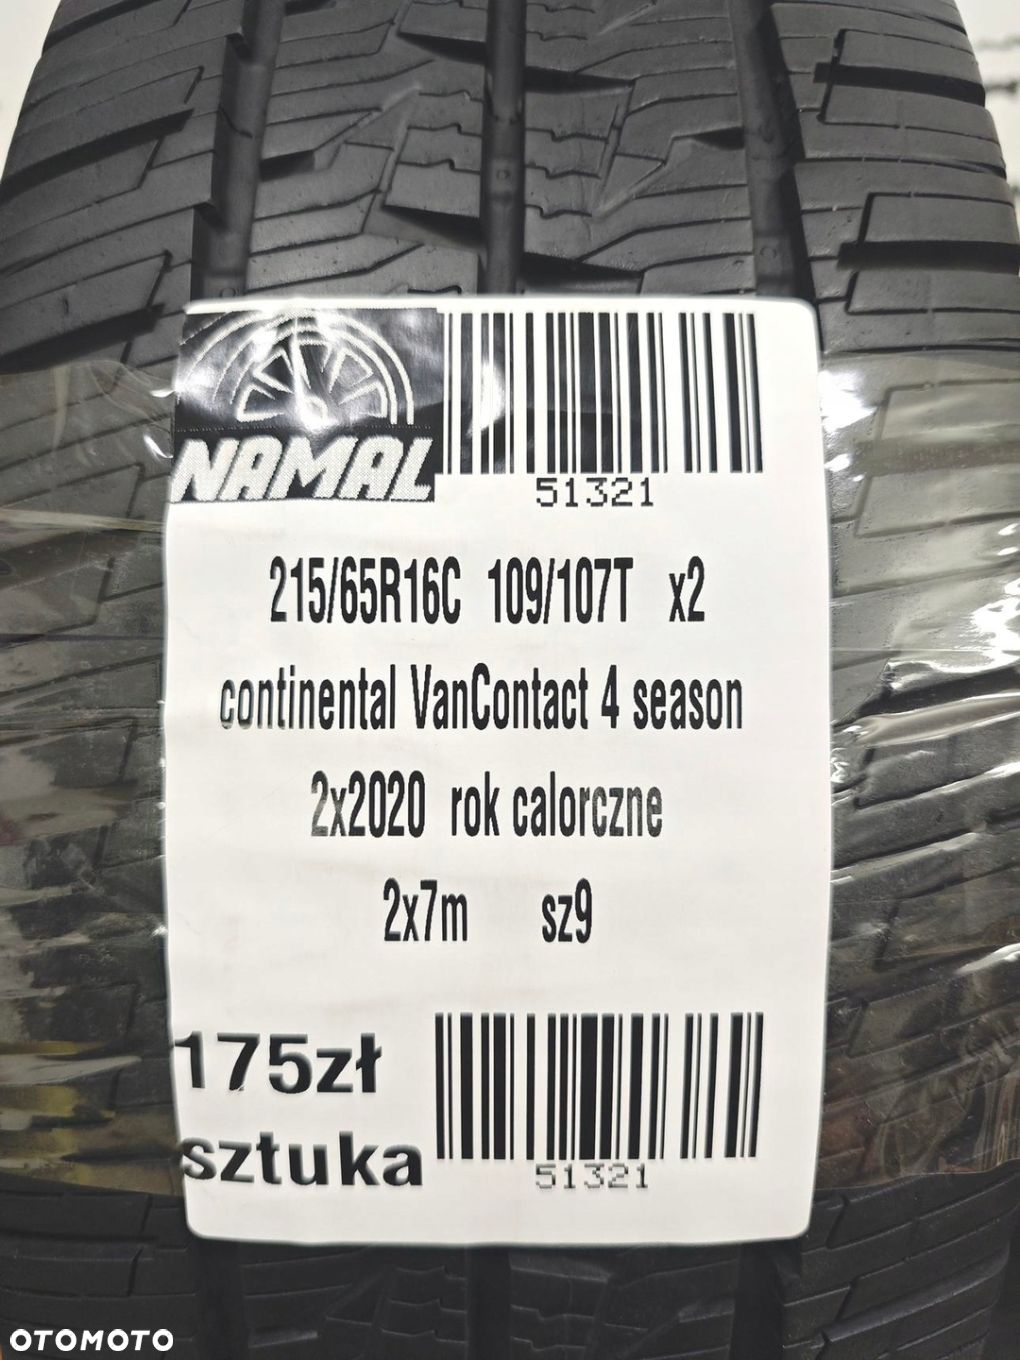 NAMAL
51321
215/65R16C 109/107T x2
continental VanContact 4 season
2x2020 rok calorczne
2x7m sz9
175zł
sztuka
51321
OTOMOTO